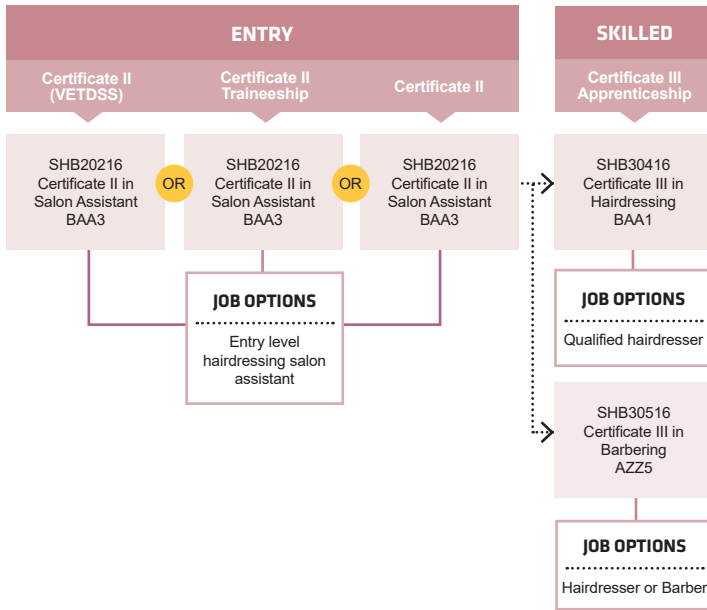 ENTRY
SKILLED
Certificate II
(VETDSS)
Certificate II
Traineeship
Certificate II
Certificate III
Apprenticeship
SHB20216
Certificate II in
Salon Assistant
BAA3
OR
SHB20216
Certificate II in
Salon Assistant
BAA3
OR
SHB20216
Certificate II in
Salon Assistant
BAA3
SHB30416
Certificate III in
Hairdressing
BAA1
JOB OPTIONS
Entry level
hairdressing salon
assistant
JOB OPTIONS
Qualified hairdresser
SHB30516
Certificate III in
Barbering
AZZ5
JOB OPTIONS
Hairdresser or Barber